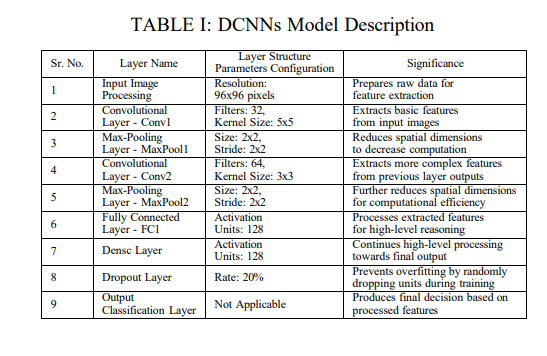 TABLE I: DCNNs Model Description
Sr. No. Layer Name Layer Structure Parameters Configuration Significance
1 Input Image Processing Resolution: 96x96 pixels Prepares raw data for feature extraction
2 Convolutional Layer - Conv1 Filters: 32, Kernel Size: 5x5 Extracts basic features from input images
3 Max-Pooling Layer - MaxPool1 Size: 2x2, Stride: 2x2 Reduces spatial dimensions to decrease computation
4 Convolutional Layer - Conv2 Filters: 64, Kernel Size: 3x3 Extracts more complex features from previous layer outputs
5 Max-Pooling Layer - MaxPool2 Size: 2x2, Stride: 2x2 Further reduces spatial dimensions for computational efficiency
6 Fully Connected Layer - FC1 Activation Units: 128 Processes extracted features for high-level reasoning
7 Dense Layer Activation Units: 128 Continues high-level processing towards final output
8 Dropout Layer Rate: 20% Prevents overfitting by randomly dropping units during training
9 Output Classification Layer Not Applicable Produces final decision based on processed features